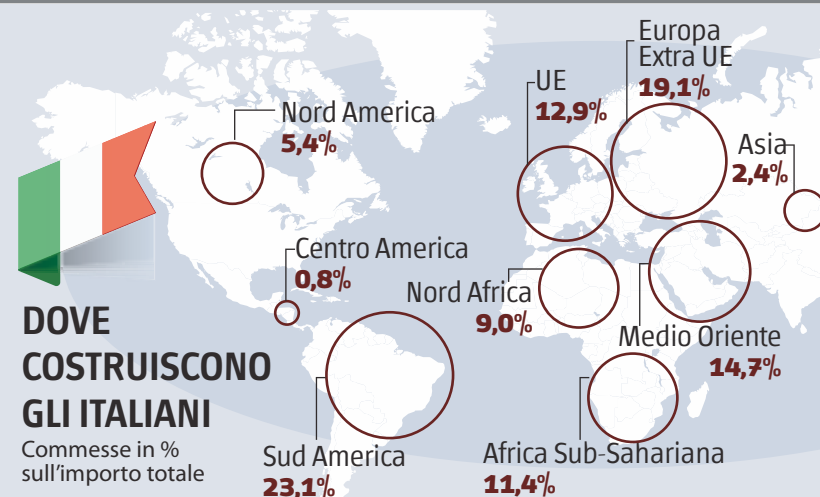 DOVE
COSTRUISCONO
GLI ITALIANI
Commesse in %
sull'importo totale
Nord America
5,4%
Centro America
0,8%
Sud America
23,1%
UE
12,9%
Europa
Extra UE
19,1%
Asia
2,4%
Nord Africa
9,0%
Medio Oriente
14,7%
Africa Sub-Sahariana
11,4%